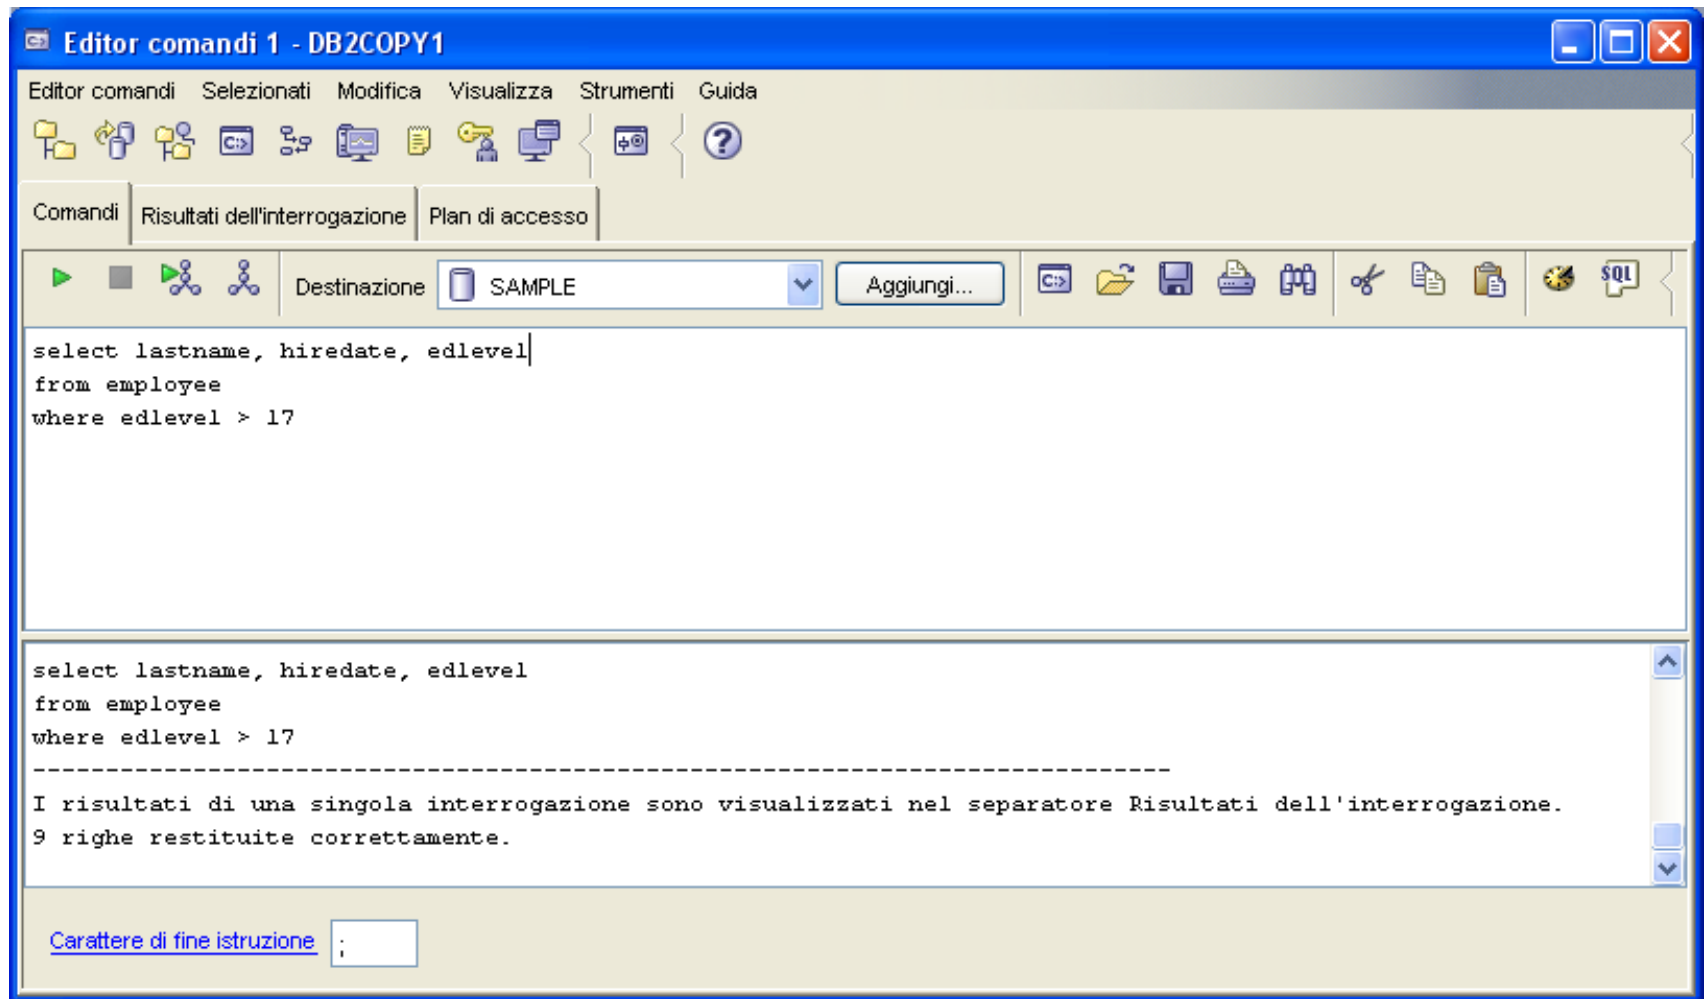 Editor comandi 1 - DB2COPY1
Editor comandi Selezionati Modifica Visualizza Strumenti Guida
Comandi Risultati dell'interrogazione Plan di accesso
Destinazione SAMPLE Aggiungi... C:> SQL
select lastname, hiredate, edlevel
from employee
where edlevel > 17
select lastname, hiredate, edlevel
from employee
where edlevel > 17
------------------------------------------------------------------------------
I risultati di una singola interrogazione sono visualizzati nel separatore Risultati dell'interrogazione.
9 righe restituite correttamente.
Carattere di fine istruzione ;